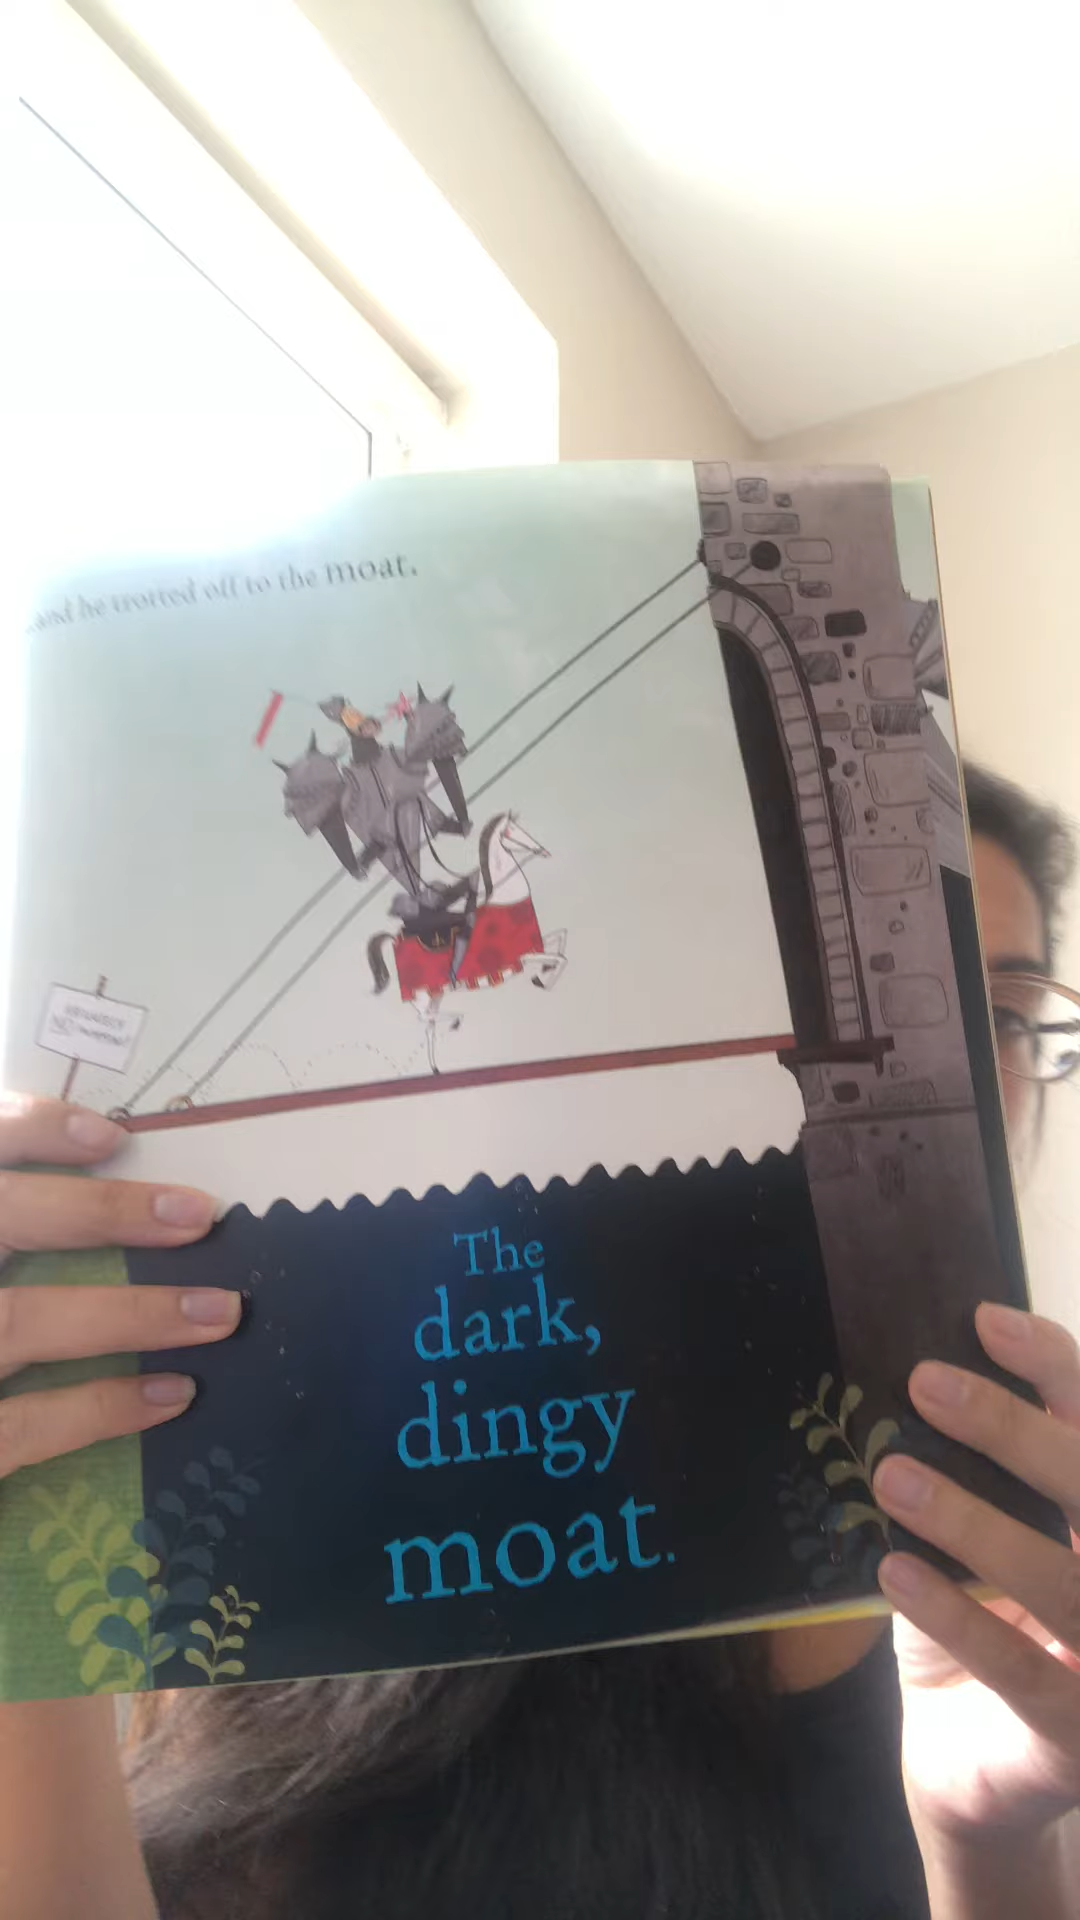 and he trotted off to the moat.
The
dark,
dingy
moat.